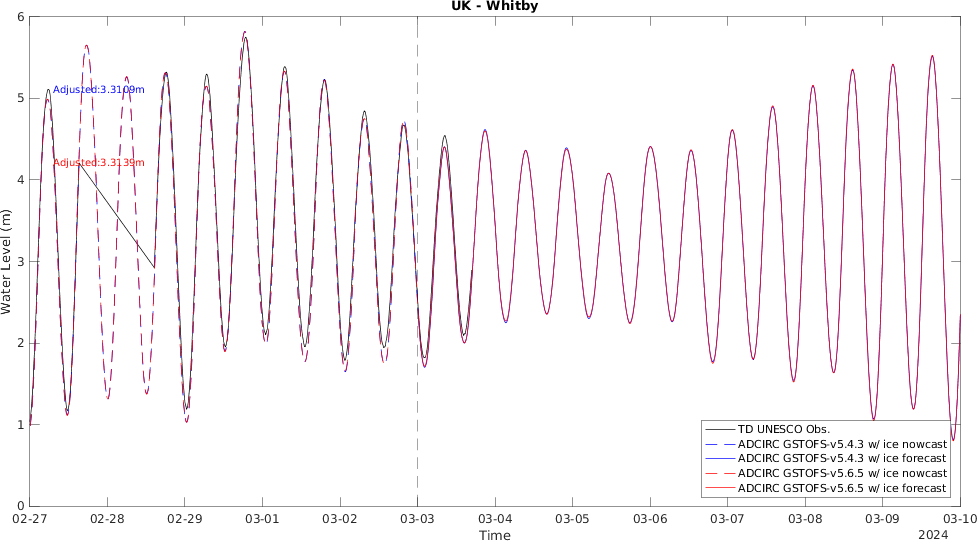 UK - Whitby
6
5
4
3
2
1
0
Water Level (m)
Adjusted:3.3109m
Adjusted:3.3139m
TD UNESCO Obs.
ADCIRC GSTOFS-v5.4.3 w/ ice nowcast
ADCIRC GSTOFS-v5.4.3 w/ ice forecast
ADCIRC GSTOFS-v5.6.5 w/ ice nowcast
ADCIRC GSTOFS-v5.6.5 w/ ice forecast
02-27 02-28 02-29 03-01 03-02 03-03 03-04 03-05 03-06 03-07 03-08 03-09 03-10
Time
2024